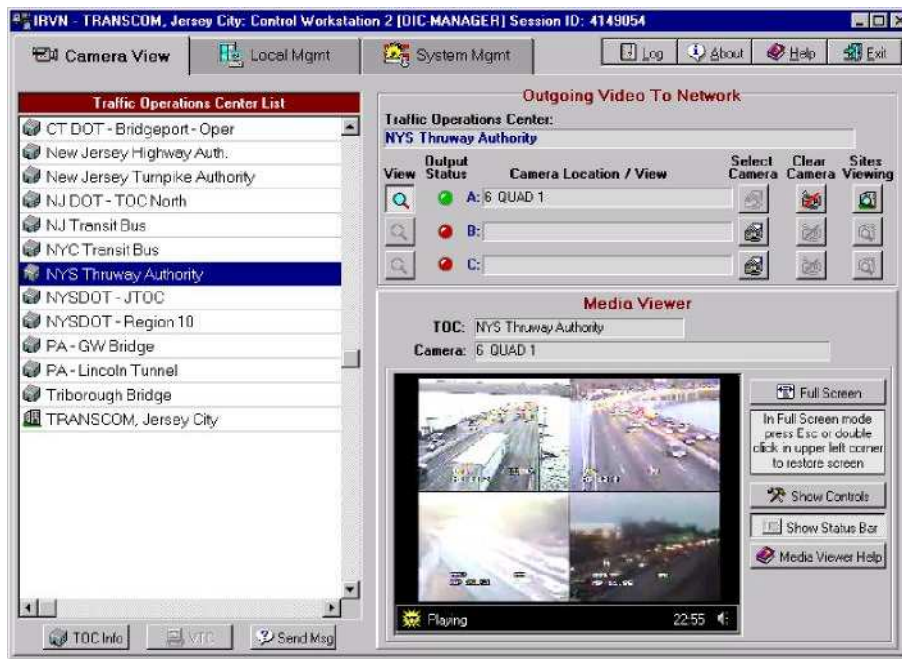 IRVN - TRANSCOM, Jersey City: Control Workstation 2 [OIC-MANAGER] Session ID: 4149054
Camera View
Local Mgmt
System Mgmt
Log
About
Help
Exit
Traffic Operations Center List
CT DOT - Bridgeport - Oper
New Jersey Highway Auth.
New Jersey Turnpike Authority
NJ DOT - TOC North
NJ Transit Bus
NYC Transit Bus
NYS Thruway Authority
NYSDOT - JTOC
NYSDOT - Region 10
PA - GW Bridge
PA - Lincoln Tunnel
Triborough Bridge
TRANSCOM, Jersey City
TOC Info
VTC
Send Msg
Outgoing Video To Network
Traffic Operations Center:
NYS Thruway Authority
View
Output Status
Camera Location / View
Select Camera
Clear Camera
Sites Viewing
A: 6 QUAD 1
B:
C:
Media Viewer
TOC: NYS Thruway Authority
Camera: 6 QUAD 1
Full Screen
In Full Screen mode
press Esc or double
click in upper left corner
to restore screen
Show Controls
Show Status Bar
Media Viewer Help
Playing
22:55